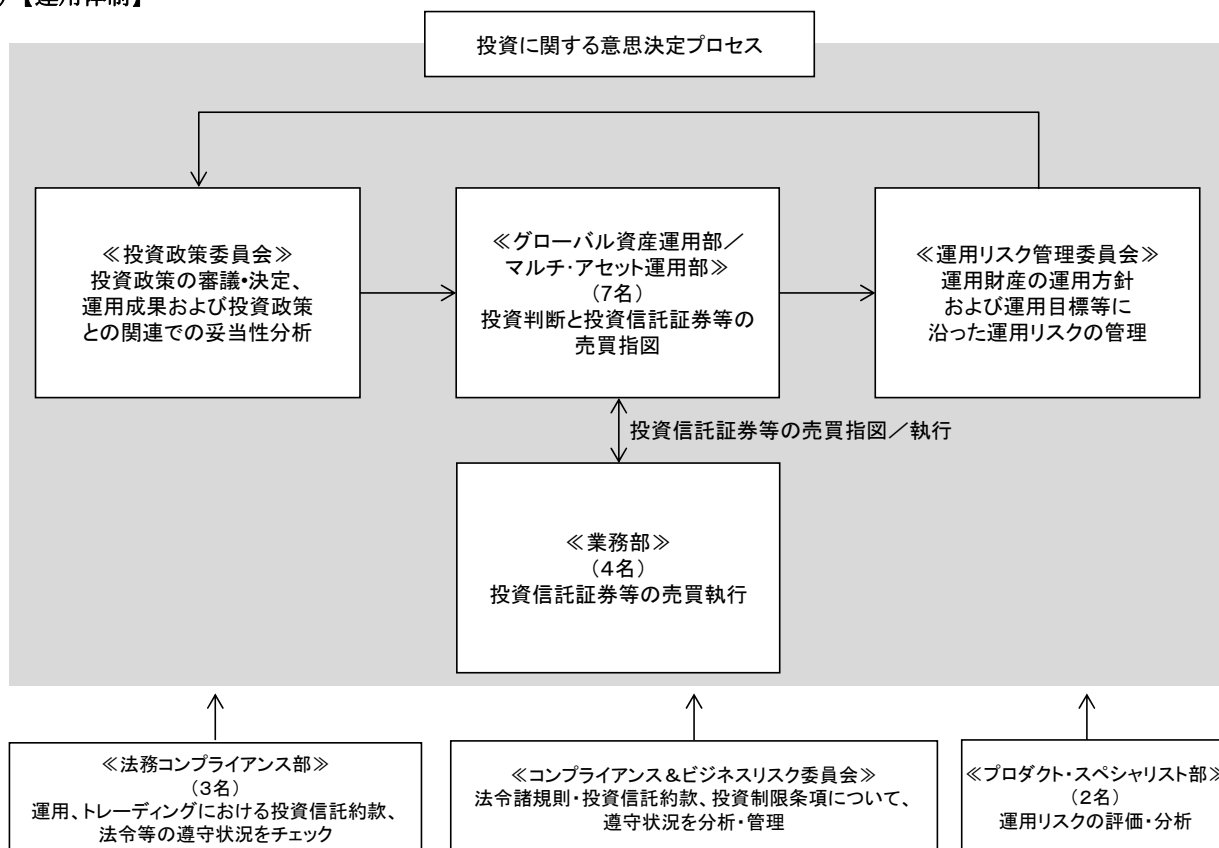 【運用体制】
投資に関する意思決定プロセス
≪投資政策委員会≫
投資政策の審議・決定、
運用成果および投資政策
との関連での妥当性分析
≪グローバル資産運用部／
マルチ・アセット運用部≫
（7名）
投資判断と投資信託証券等の
売買指図
≪運用リスク管理委員会≫
運用財産の運用方針
および運用目標等に
沿った運用リスクの管理
投資信託証券等の売買指図／執行
≪業務部≫
（4名）
投資信託証券等の売買執行
≪法務コンプライアンス部≫
（3名）
運用、トレーディングにおける投資信託約款、
法令等の遵守状況をチェック
≪コンプライアンス＆ビジネスリスク委員会≫
法令諸規則・投資信託約款、投資制限条項について、
遵守状況を分析・管理
≪プロダクト・スペシャリスト部≫
（2名）
運用リスクの評価・分析